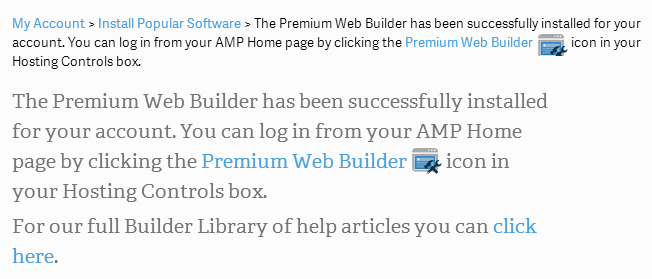 My Account > Install Popular Software > The Premium Web Builder has been successfully installed for your
account. You can log in from your AMP Home page by clicking the Premium Web Builder icon in your
Hosting Controls box.
The Premium Web Builder has been successfully installed
for your account. You can log in from your AMP Home
page by clicking the Premium Web Builder icon in
your Hosting Controls box.
For our full Builder Library of help articles you can click
here.